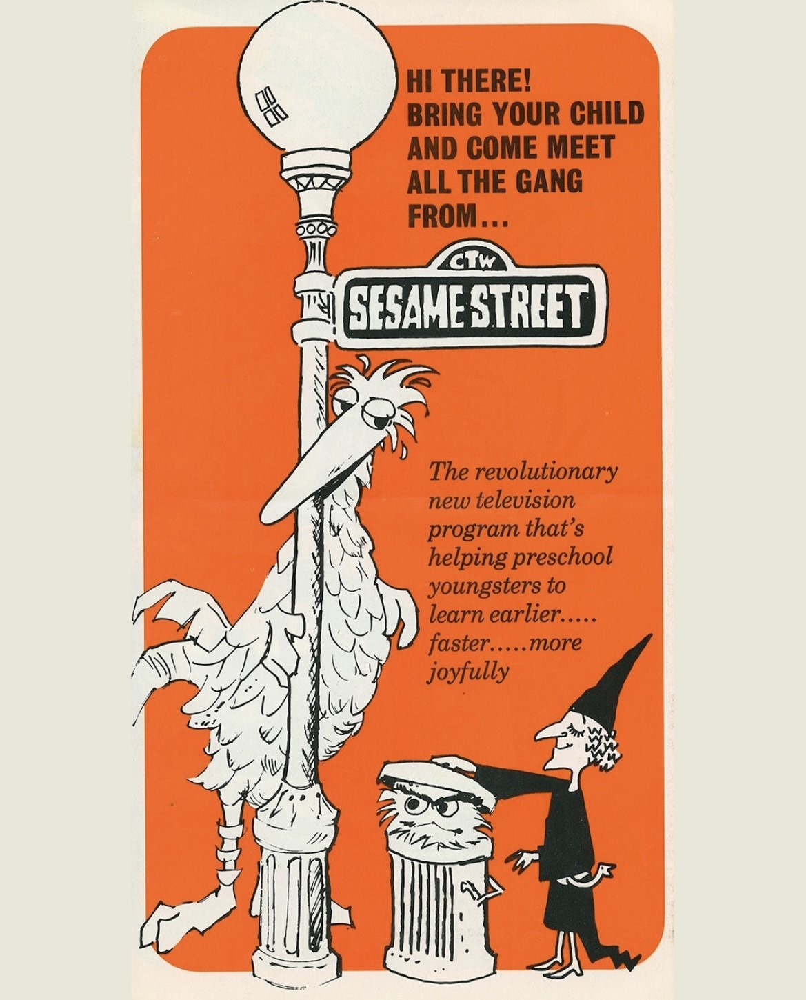 HI THERE!
BRING YOUR CHILD
AND COME MEET
ALL THE GANG
FROM...
CTW
SESAME STREET
The revolutionary
new television
program that's
helping preschool
youngsters to
learn earlier.....
faster.....more
joyfully